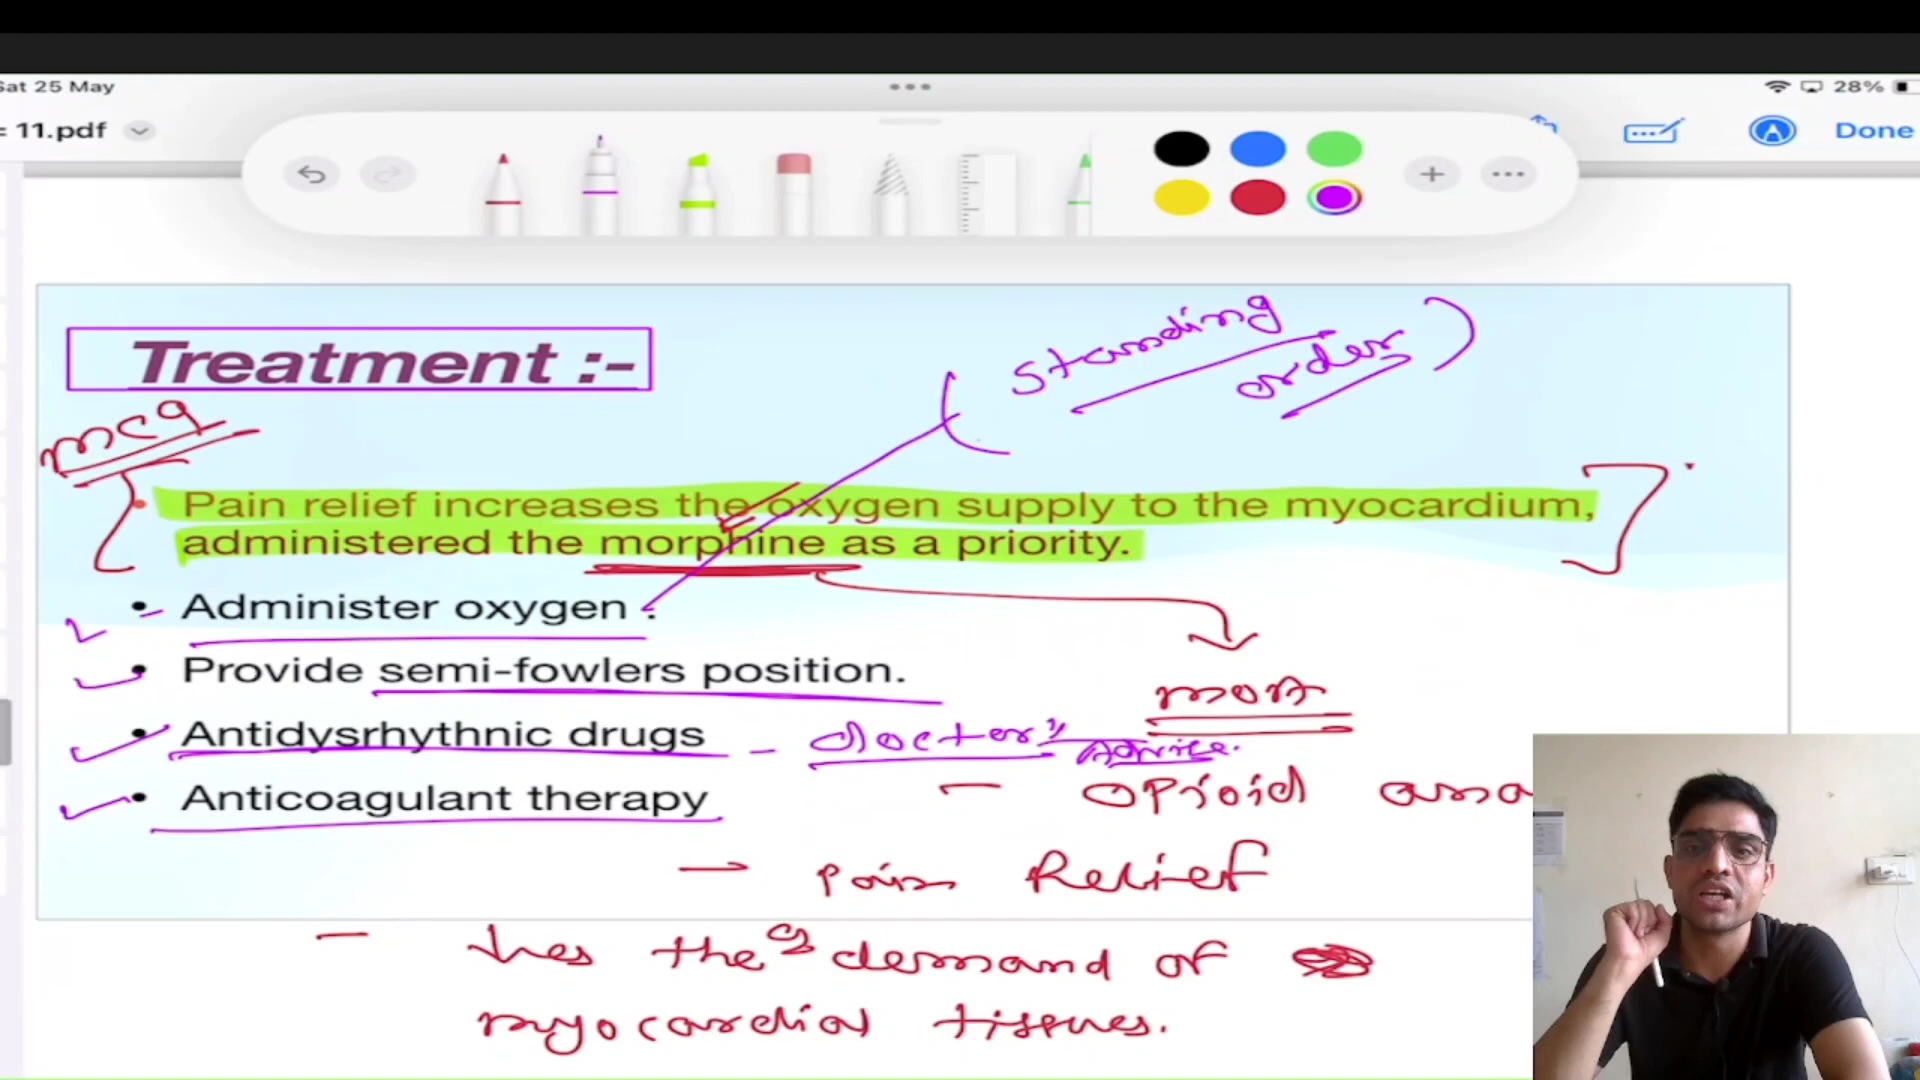 Sat 25 May
28%
= 11.pdf
Done
Treatment :-
(standing
order)
mcq
• Pain relief increases the oxygen supply to the myocardium,
administered the morphine as a priority.
• Administer oxygen .
• Provide semi-fowlers position.
• Antidysrhythnic drugs - doctor's Advice.
• Anticoagulant therapy
- opioid ana
Pain Relief
- the demand of
myocardial tissues.